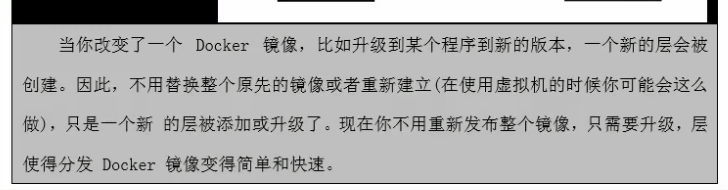 当你改变了一个 Docker 镜像，比如升级到某个程序到新的版本，一个新的层会被
创建。因此，不用替换整个原先的镜像或者重新建立(在使用虚拟机的时候你可能会这么
做)，只是一个新 的层被添加或升级了。现在你不用重新发布整个镜像，只需要升级，层
使得分发 Docker 镜像变得简单和快速。